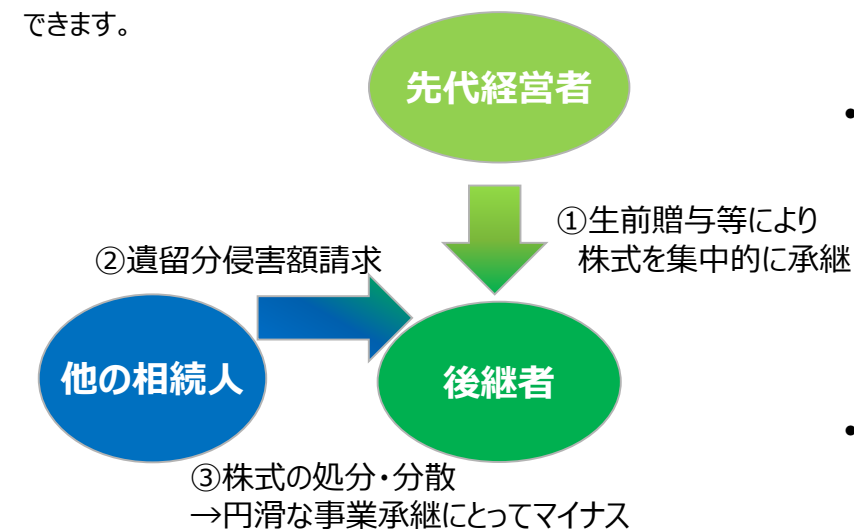 できます。
先代経営者
①生前贈与等により
株式を集中的に承継
②遺留分侵害額請求
他の相続人
後継者
③株式の処分・分散
→円滑な事業承継にとってマイナス